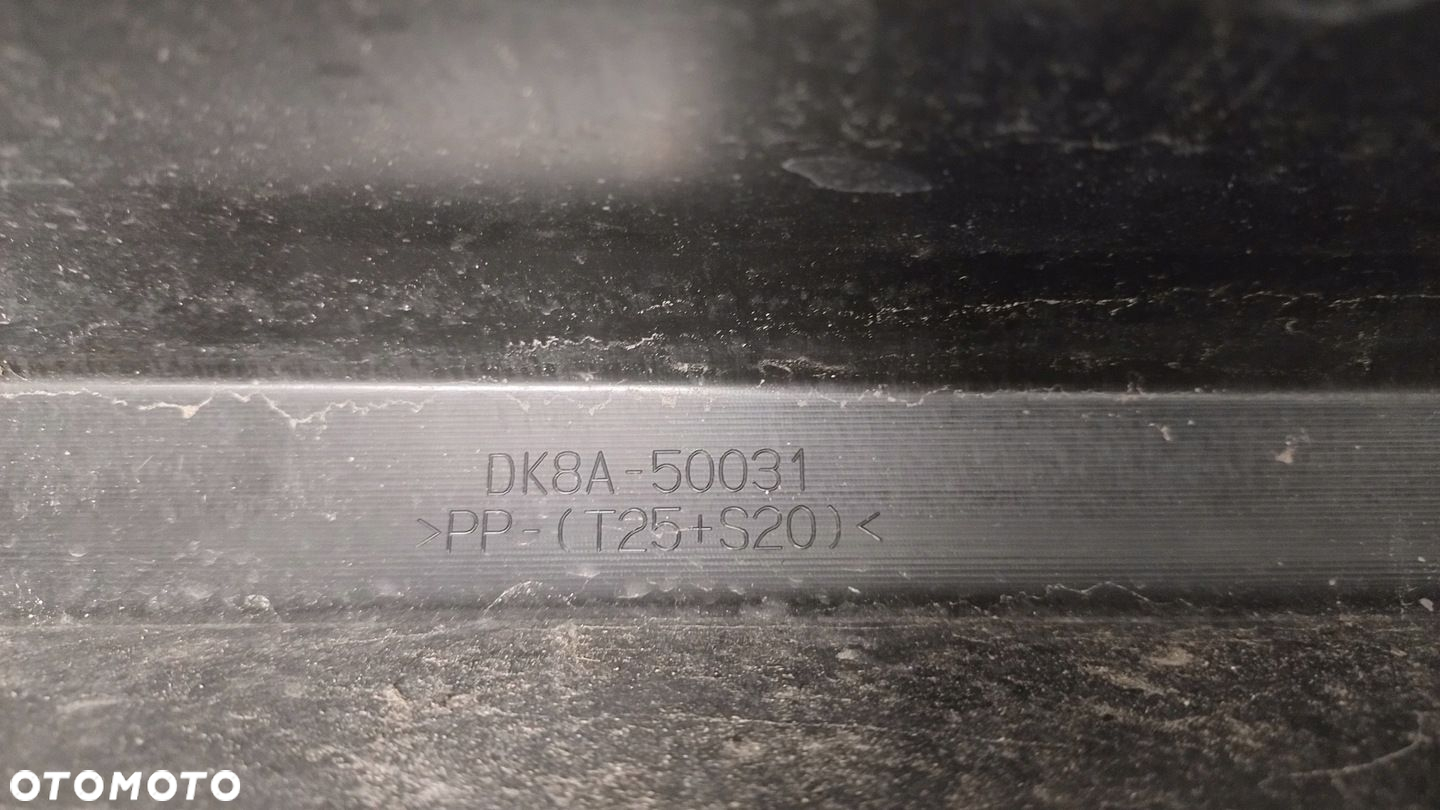 DK8A-50031
>PP-(T25+S20)<
OTOMOTO